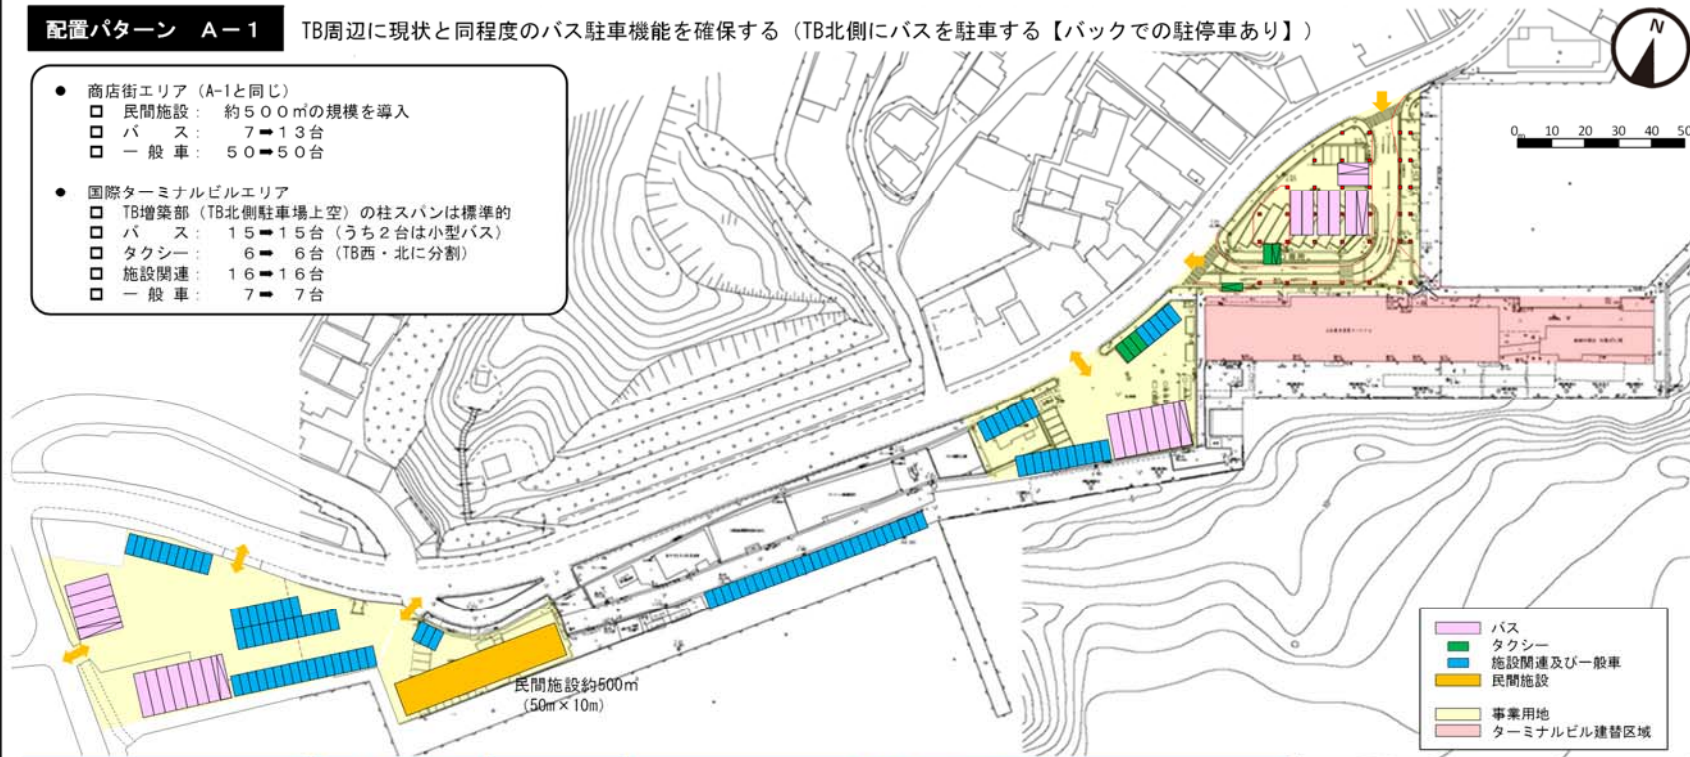 配置パターン A－1
TB周辺に現状と同程度のバス駐車機能を確保する（TB北側にバスを駐車する【バックでの駐停車あり】）
N
● 商店街エリア（A-1と同じ）
□ 民間施設： 約500㎡の規模を導入
□ バ　ス： 7➡13台
□ 一般車： 50➡50台
● 国際ターミナルビルエリア
□ TB増築部（TB北側駐車場上空）の柱スパンは標準的
□ バ　ス： 15➡15台（うち2台は小型バス）
□ タクシー： 6➡ 6台（TB西・北に分割）
□ 施設関連： 16➡16台
□ 一般車： 7➡ 7台
0 10 20 30 40 50
民間施設約500㎡
（50m×10m）
バス
タクシー
施設関連及び一般車
民間施設
事業用地
ターミナルビル建替区域